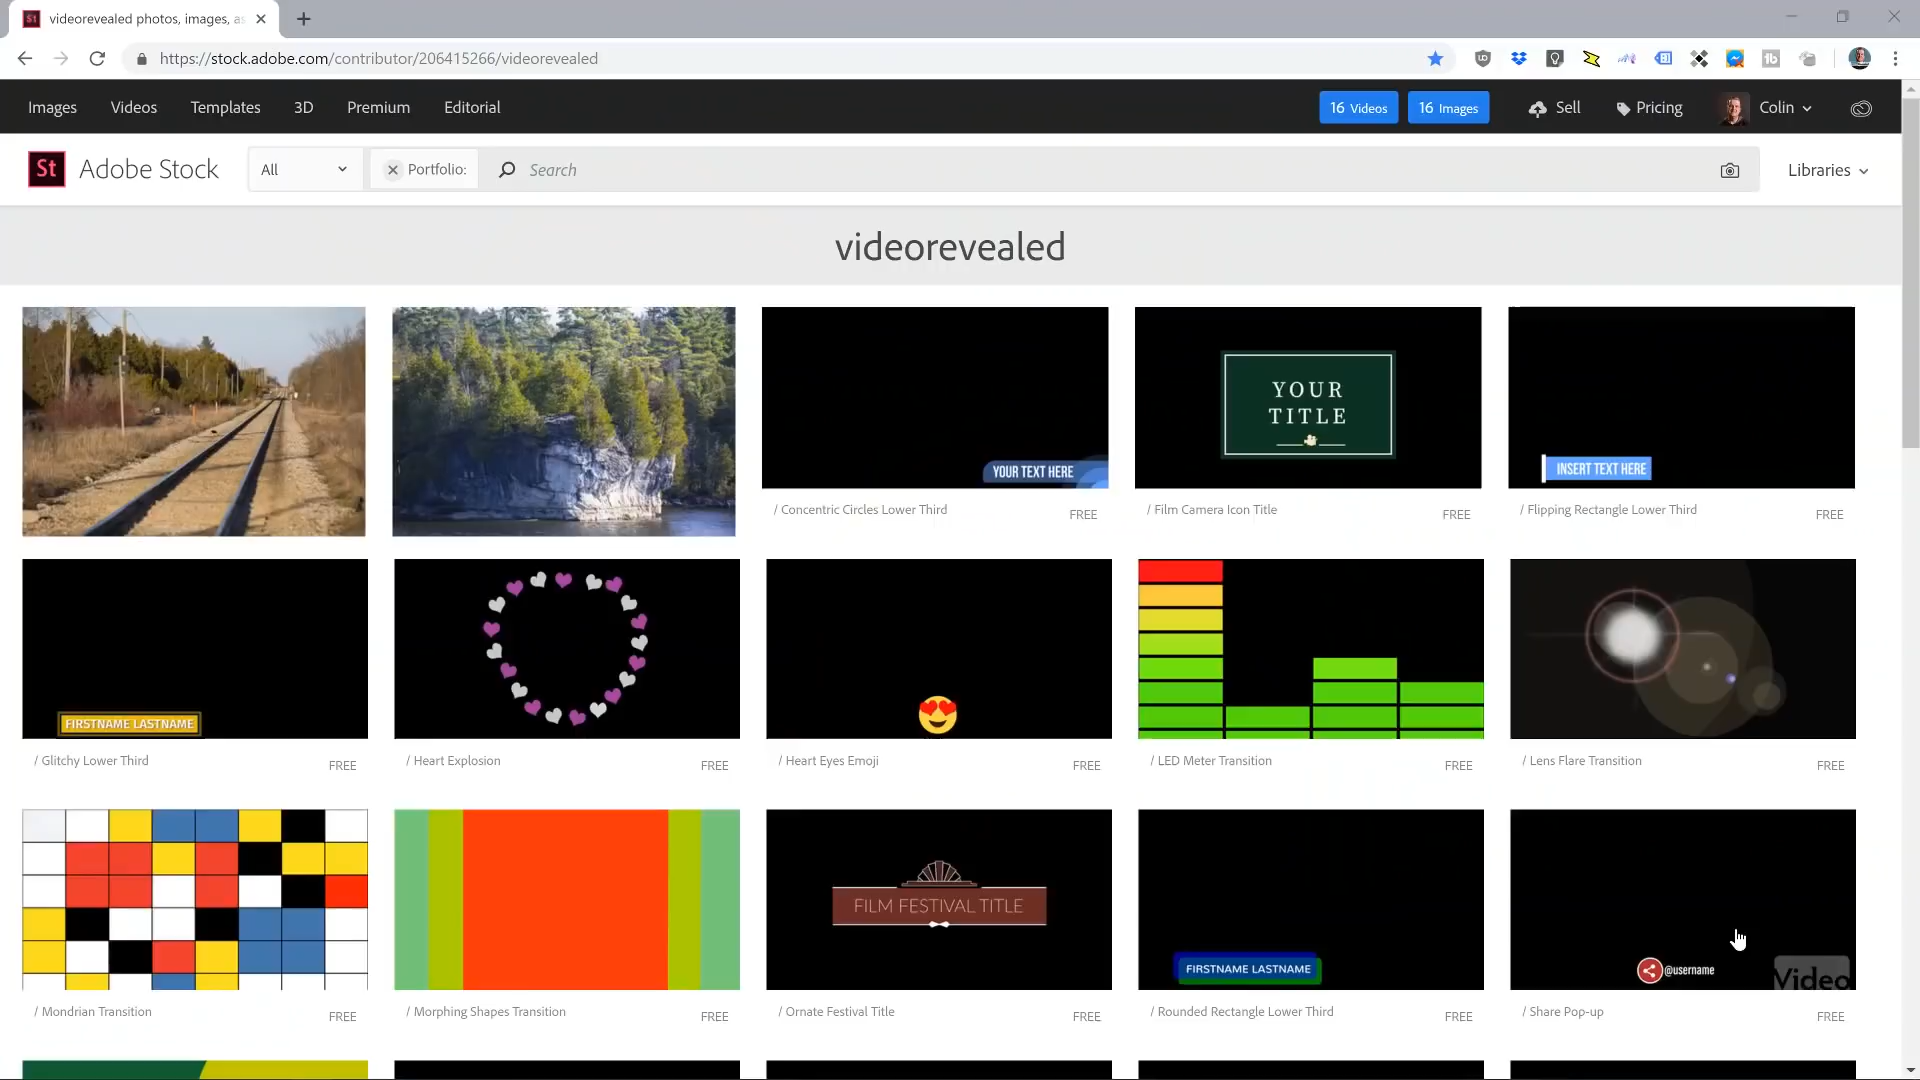 St videorevealed photos, images, as
https://stock.adobe.com/contributor/206415266/videorevealed
Images Videos Templates 3D Premium Editorial 16 Videos 16 Images Sell Pricing Colin
St Adobe Stock All Portfolio: Search Libraries
videorevealed
YOUR TEXT HERE
YOUR
TITLE
INSERT TEXT HERE
/ Concentric Circles Lower Third FREE
/ Film Camera Icon Title FREE
/ Flipping Rectangle Lower Third FREE
FIRSTNAME LASTNAME
/ Glitchy Lower Third FREE
/ Heart Explosion FREE
/ Heart Eyes Emoji FREE
/ LED Meter Transition FREE
/ Lens Flare Transition FREE
FILM FESTIVAL TITLE
FIRSTNAME LASTNAME
@username
Video
/ Mondrian Transition FREE
/ Morphing Shapes Transition FREE
/ Ornate Festival Title FREE
/ Rounded Rectangle Lower Third FREE
/ Share Pop-up FREE